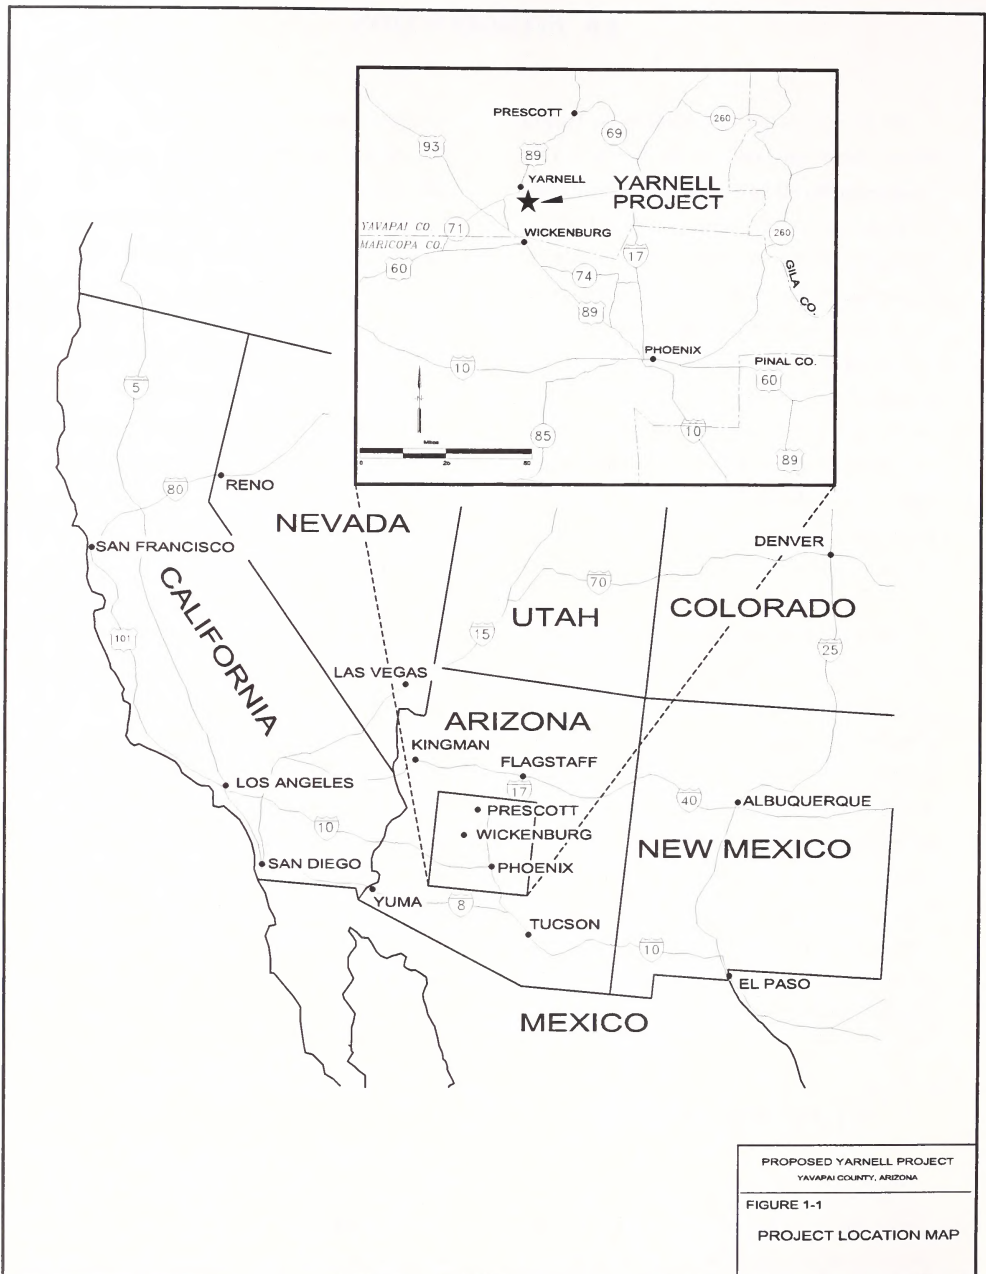 PRESCOTT
69
260
93
89
YARNELL
YARNELL
PROJECT
YAVAPAI CO.
71
WICKENBURG
260
MARICOPA CO.
17
60
74
GILA CO.
89
PHOENIX
PINAL CO.
10
60
N
Miles
85
10
0
25
50
89
5
80
RENO
NEVADA
SAN FRANCISCO
DENVER
CALIFORNIA
70
UTAH
COLORADO
101
15
25
LAS VEGAS
ARIZONA
KINGMAN
FLAGSTAFF
LOS ANGELES
17
40
ALBUQUERQUE
PRESCOTT
10
WICKENBURG
NEW MEXICO
SAN DIEGO
PHOENIX
YUMA
8
TUCSON
10
EL PASO
MEXICO
PROPOSED YARNELL PROJECT
YAVAPAI COUNTY, ARIZONA
FIGURE 1-1
PROJECT LOCATION MAP